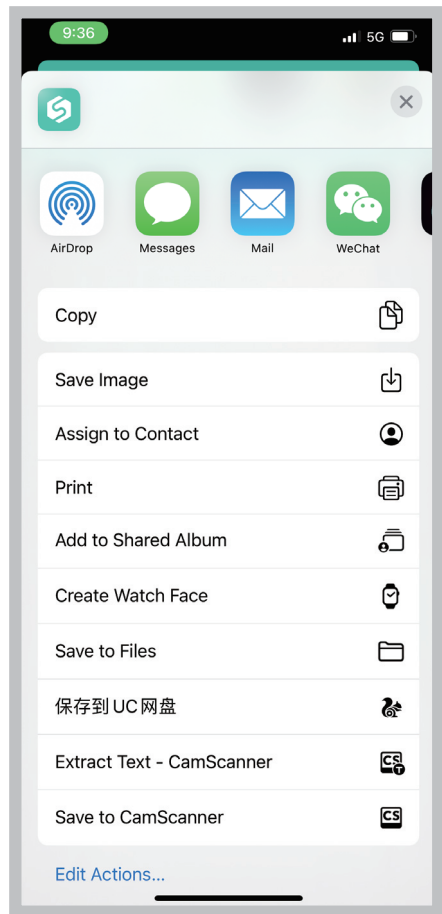 9:36
5G
AirDrop
Messages
Mail
WeChat
Copy
Save Image
Assign to Contact
Print
Add to Shared Album
Create Watch Face
Save to Files
保存到UC网盘
Extract Text - CamScanner
CS
T
Save to CamScanner
CS
Edit Actions...